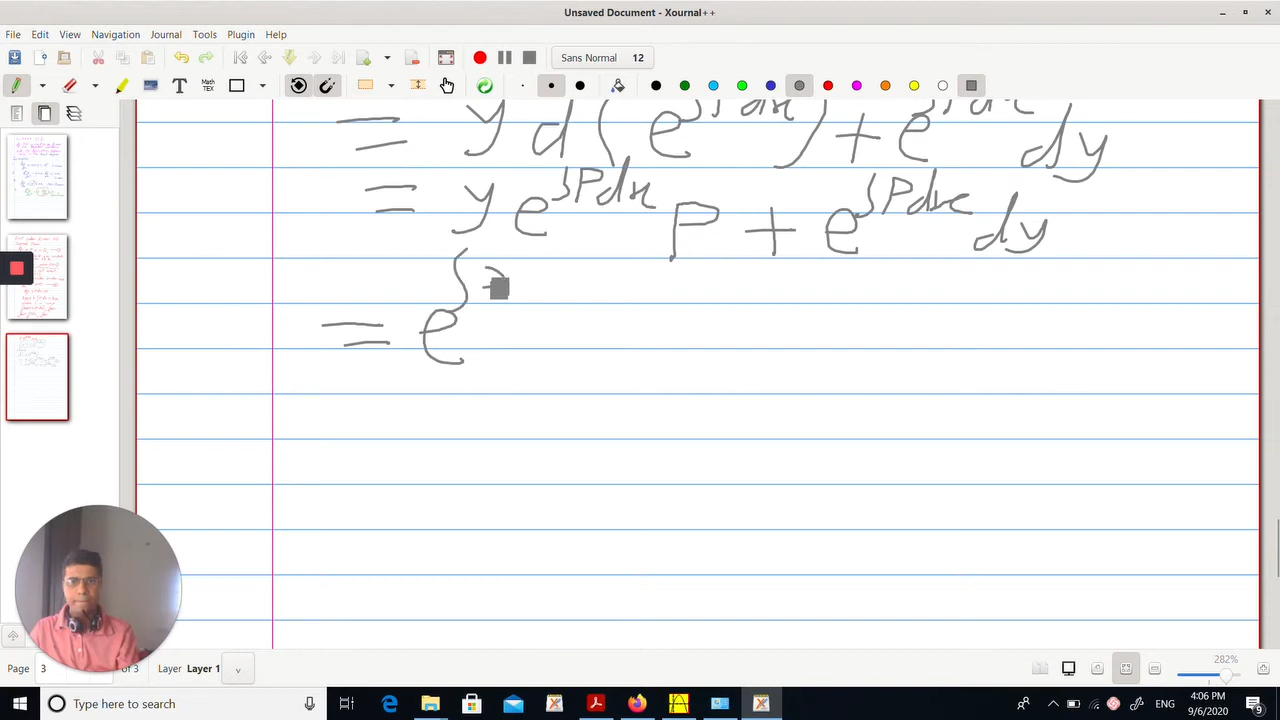 Unsaved Document - Xournal++
File Edit View Navigation Journal Tools Plugin Help
Sans Normal 12
= y d(e^∫Pdx) + e^∫Pdx dy
= y e^∫Pdx P + e^∫Pdx dy
= e^∫
Page 3 of 3 Layer Layer 1
282%
Type here to search
ENG
4:06 PM
9/6/2020
9